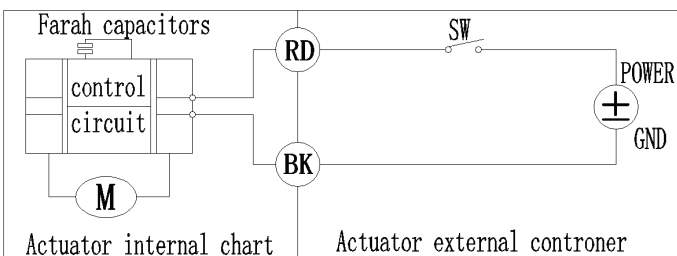 Farah capacitors
RD
SW
control
circuit
POWER
GND
BK
M
Actuator internal chart
Actuator external controner